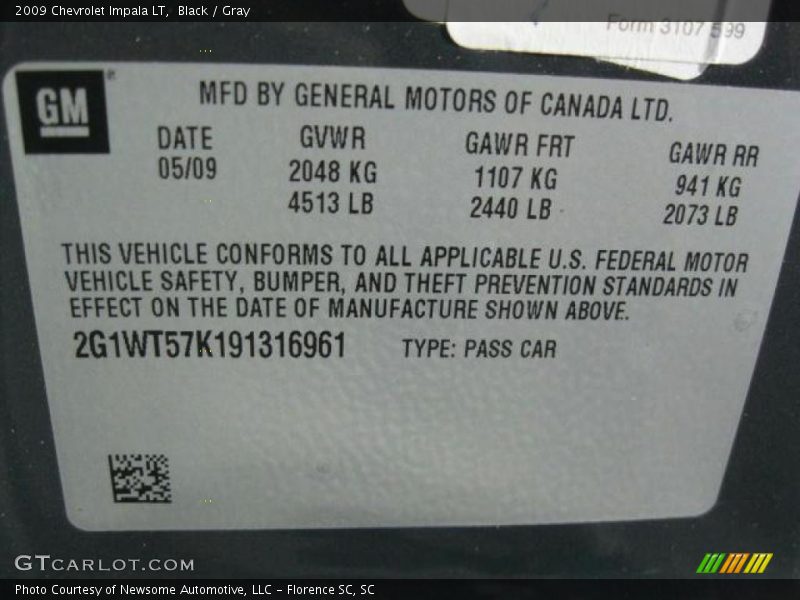 2009 Chevrolet Impala LT, Black / Gray
Form 3107 599
GM
MFD BY GENERAL MOTORS OF CANADA LTD.
DATE GVWR GAWR FRT GAWR RR
05/09 2048 KG 1107 KG 941 KG
4513 LB 2440 LB 2073 LB
THIS VEHICLE CONFORMS TO ALL APPLICABLE U.S. FEDERAL MOTOR
VEHICLE SAFETY, BUMPER, AND THEFT PREVENTION STANDARDS IN
EFFECT ON THE DATE OF MANUFACTURE SHOWN ABOVE.
2G1WT57K191316961 TYPE: PASS CAR
GTCARLOT.COM
Photo Courtesy of Newsome Automotive, LLC - Florence SC, SC